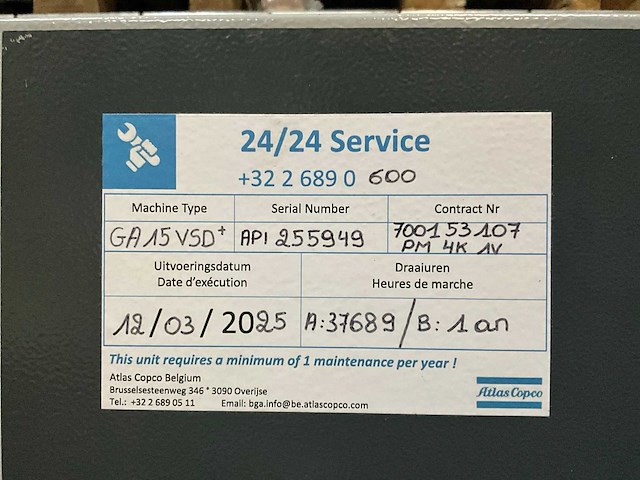 24/24 Service
+32 2 689 0 600
Machine Type Serial Number Contract Nr
GA15VSD+ API 255949 700153107
PM 4K 1V
Uitvoeringsdatum Draaiuren
Date d'exécution Heures de marche
12/03/2025 A:37689/B: 1 an
This unit requires a minimum of 1 maintenance per year !
Atlas Copco Belgium
Brusselsesteenweg 346 * 3090 Overijse
Tel.: +32 2 689 05 11 Email: bga.info@be.atlascopco.com
Atlas Copco